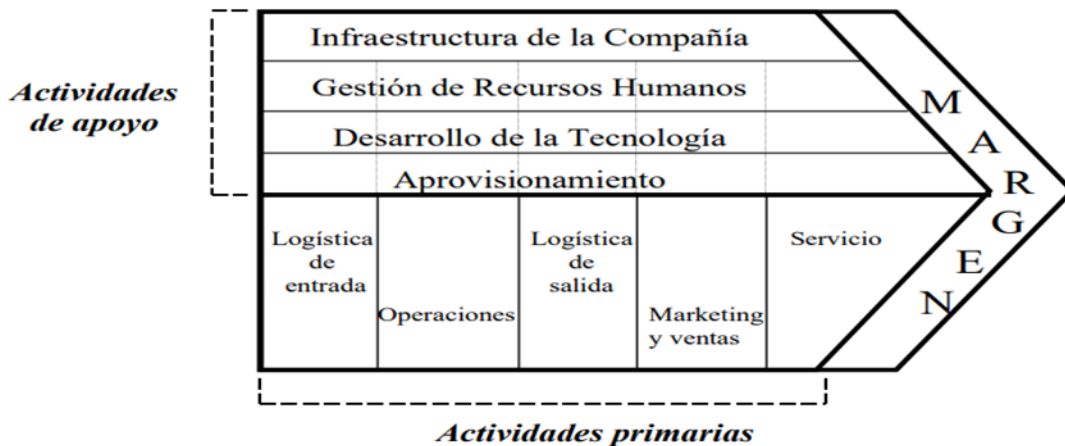 Actividades
de apoyo
Infraestructura de la Compañía
Gestión de Recursos Humanos
Desarrollo de la Tecnología
Aprovisionamiento
Logística
de
entrada
Operaciones
Logística
de
salida
Marketing
y ventas
Servicio
MARGEN
Actividades primarias